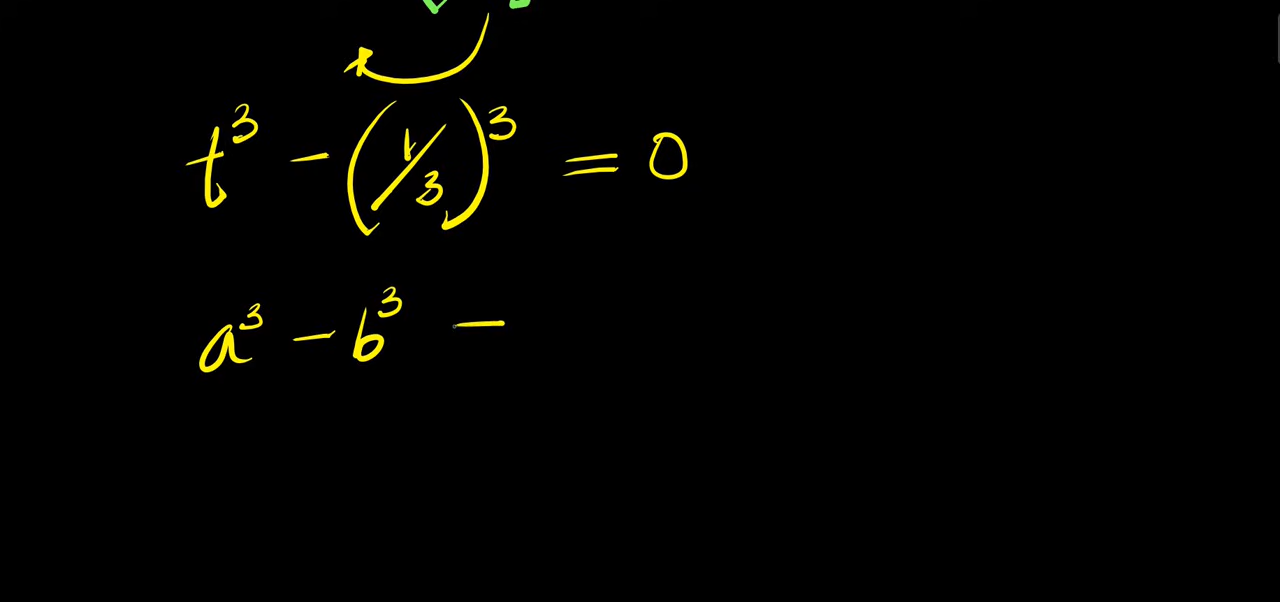 t³ − (1/3)³ = 0
a³ − b³ −